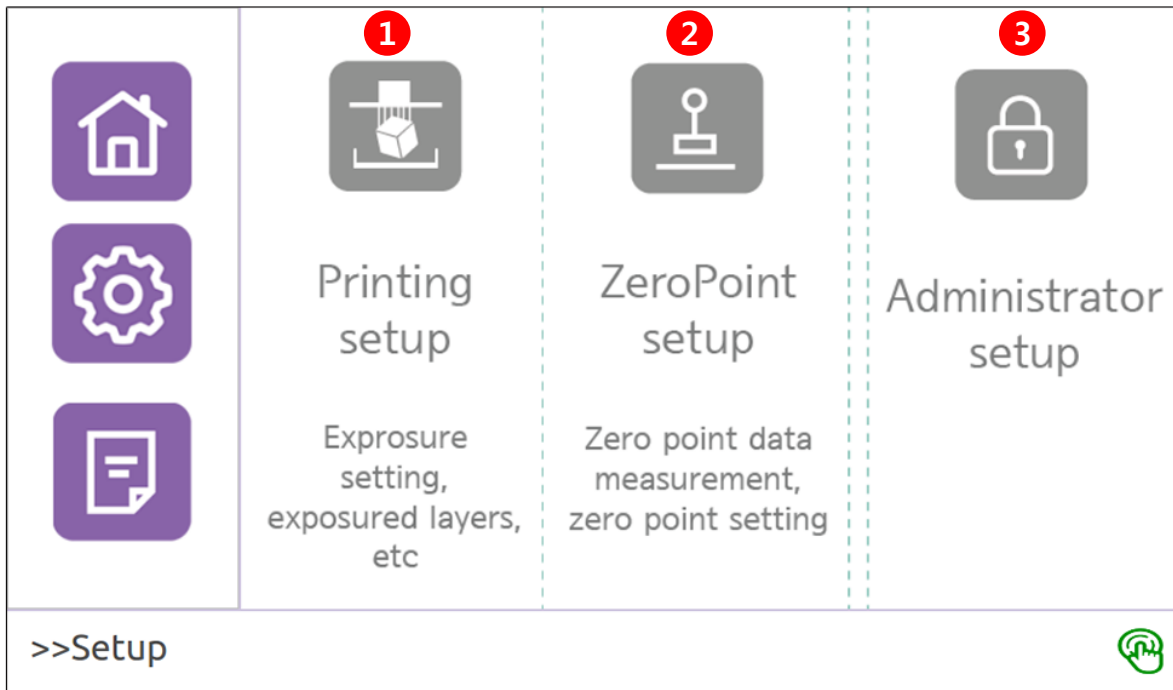 1
2
3
Printing
setup
ZeroPoint
setup
Administrator
setup
Exprosure
setting,
exposured layers,
etc
Zero point data
measurement,
zero point setting
>>Setup